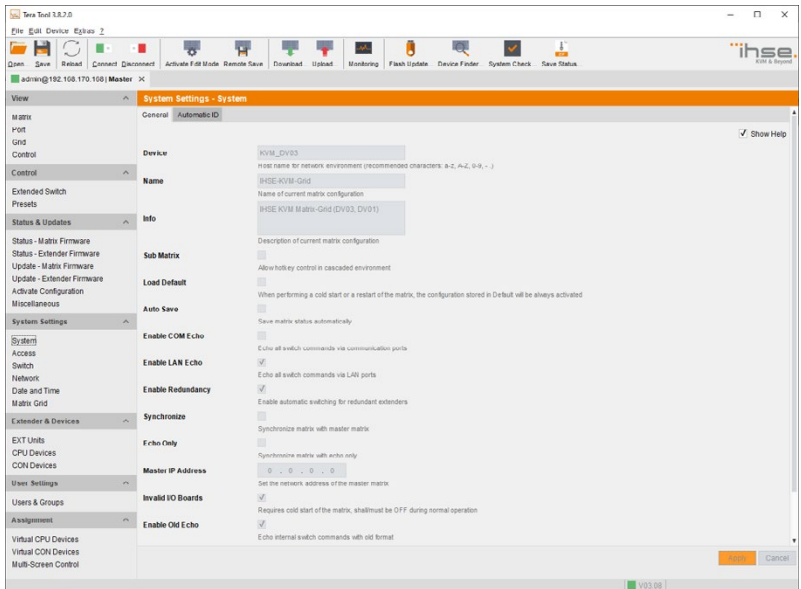 Tera Tool 3.8.2.0
File Edit Device Extras ?
Open... Save Reload Connect Disconnect Activate Edit Mode Remote Save Download... Upload... Monitoring Flash Update... Device Finder... System Check... Save Status...
ihse.
KVM & Beyond
admin@192.168.170.168 | Master
View
Matrix
Port
Grid
Control
Control
Extended Switch
Presets
Status & Updates
Status - Matrix Firmware
Status - Extender Firmware
Update - Matrix Firmware
Update - Extender Firmware
Activate Configuration
Miscellaneous
System Settings
System
Access
Switch
Network
Date and Time
Matrix Grid
Extender & Devices
EXT Units
CPU Devices
CON Devices
User Settings
Users & Groups
Assignment
Virtual CPU Devices
Virtual CON Devices
Multi-Screen Control
System Settings - System
General Automatic ID
Show Help
Device KVM_DV03
Host name for network environment (recommended characters: a-z, A-Z, 0-9, -, .)
Name IHSE-KVM-Grid
Name of current matrix configuration
Info IHSE KVM Matrix-Grid (DV03, DV01)
Description of current matrix configuration
Sub Matrix
Allow hotkey control in cascaded environment
Load Default
When performing a cold start or a restart of the matrix, the configuration stored in Default will be always activated
Auto Save
Save matrix status automatically
Enable COM Echo
Echo all switch commands via communication ports
Enable LAN Echo
Echo all switch commands via LAN ports
Enable Redundancy
Enable automatic switching for redundant extenders
Synchronize
Synchronize matrix with master matrix
Echo Only
Synchronize matrix with echo only
Master IP Address 0 . 0 . 0 . 0
Set the network address of the master matrix
Invalid I/O Boards
Requires cold start of the matrix, shall/must be OFF during normal operation
Enable Old Echo
Echo internal switch commands with old format
Apply Cancel
V03.08